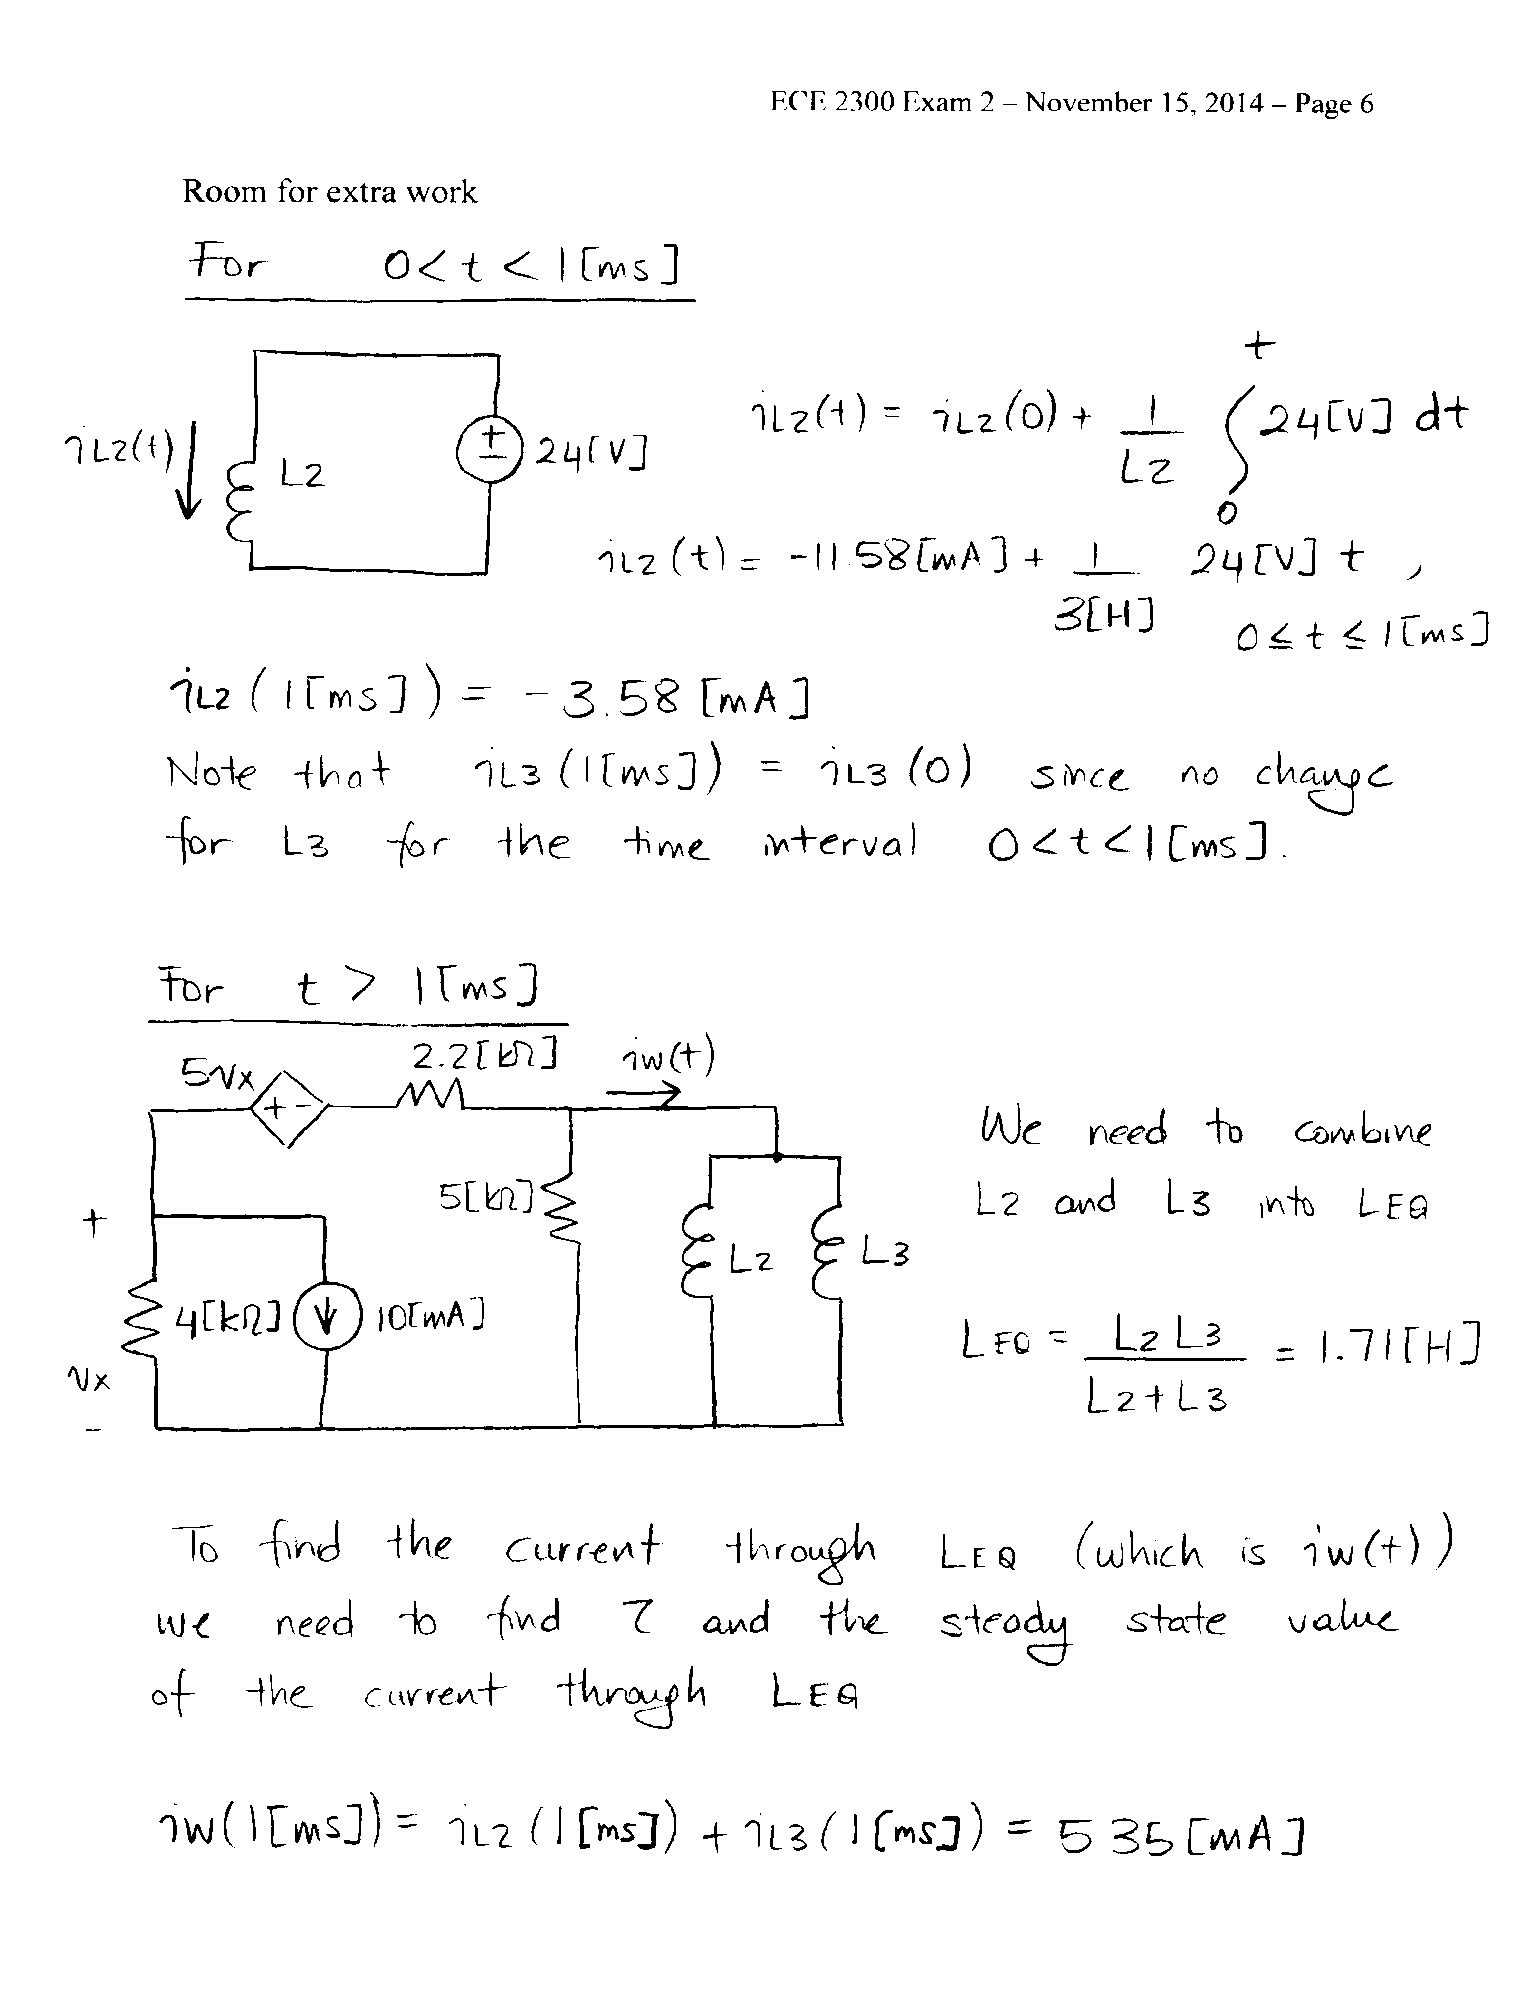 ECE 2300 Exam 2 – November 15, 2014 – Page 6
Room for extra work
For 0<t<1[ms]
iL2(t)
L2
+
-
24[V]
iL2(t) = iL2(0) + 1/L2 ∫ 0 t 24[V] dt
iL2(t) = -11.58[mA] + 1/3[H] 24[V] t ,
0≤t≤1[ms]
iL2(1[ms]) = -3.58[mA]
Note that iL3(1[ms]) = iL3(0) since no change
for L3 for the time interval 0<t<1[ms].
For t > 1[ms]
5vx
+ -
2.2[kΩ]
iw(t)
5[kΩ]
L2
L3
+
vx
-
4[kΩ]
10[mA]
We need to combine
L2 and L3 into LEQ
LEQ = L2 L3 / L2+L3 = 1.71[H]
To find the current through LEQ (which is iw(t))
we need to find τ and the steady state value
of the current through LEQ
iw(1[ms]) = iL2(1[ms]) + iL3(1[ms]) = 5 35[mA]